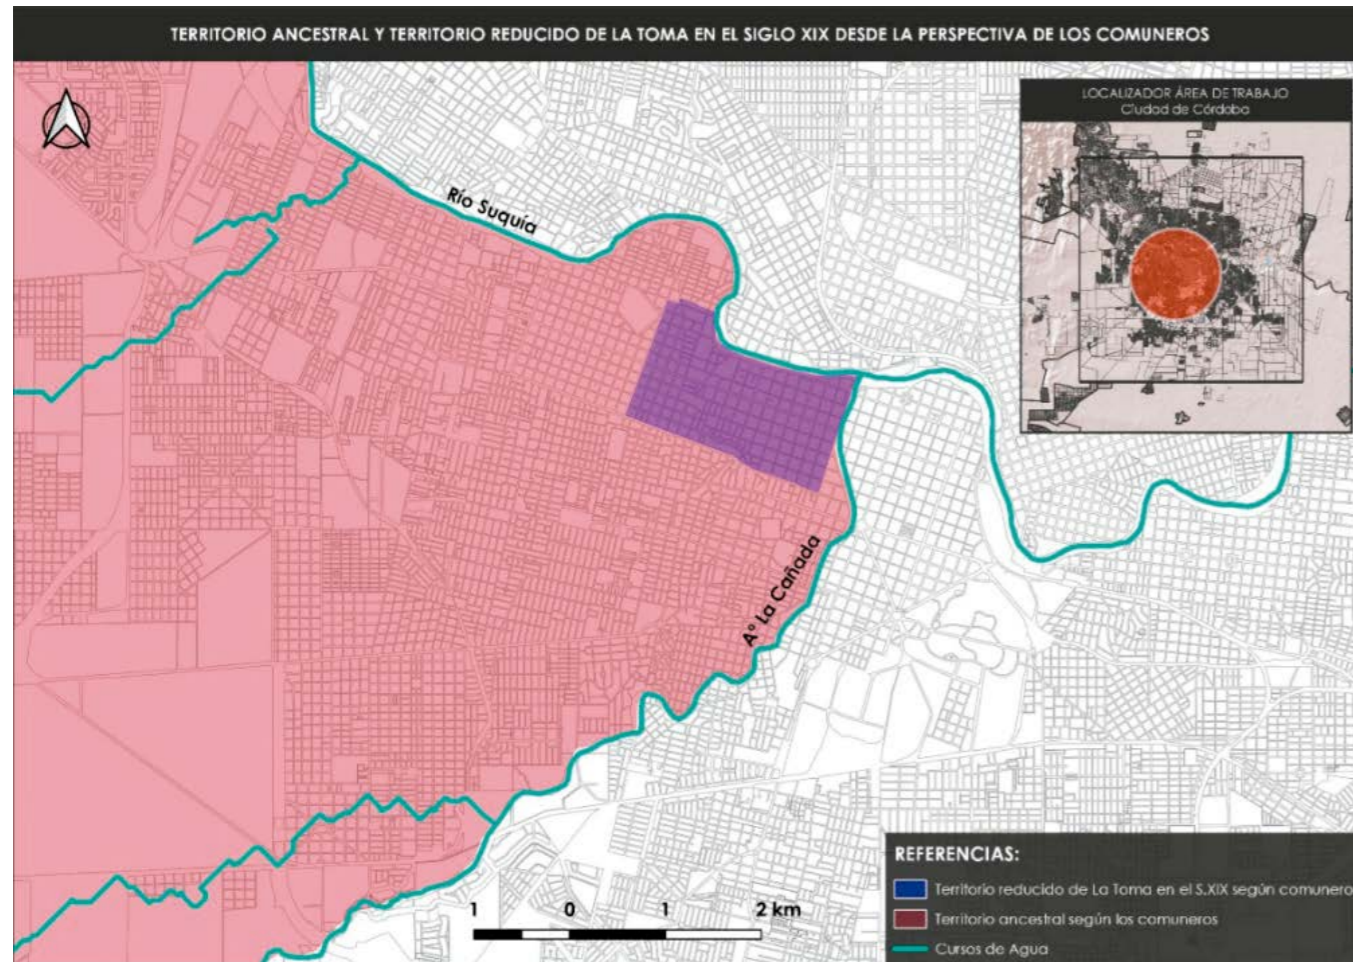 TERRITORIO ANCESTRAL Y TERRITORIO REDUCIDO DE LA TOMA EN EL SIGLO XIX DESDE LA PERSPECTIVA DE LOS COMUNEROS
LOCALIZADOR ÁREA DE TRABAJO
Ciudad de Córdoba
Río Suquía
A° La Cañada
REFERENCIAS:
Territorio reducido de La Toma en el S.XIX según comunero
Territorio ancestral según los comuneros
Cursos de Agua
1 0 1 2 km